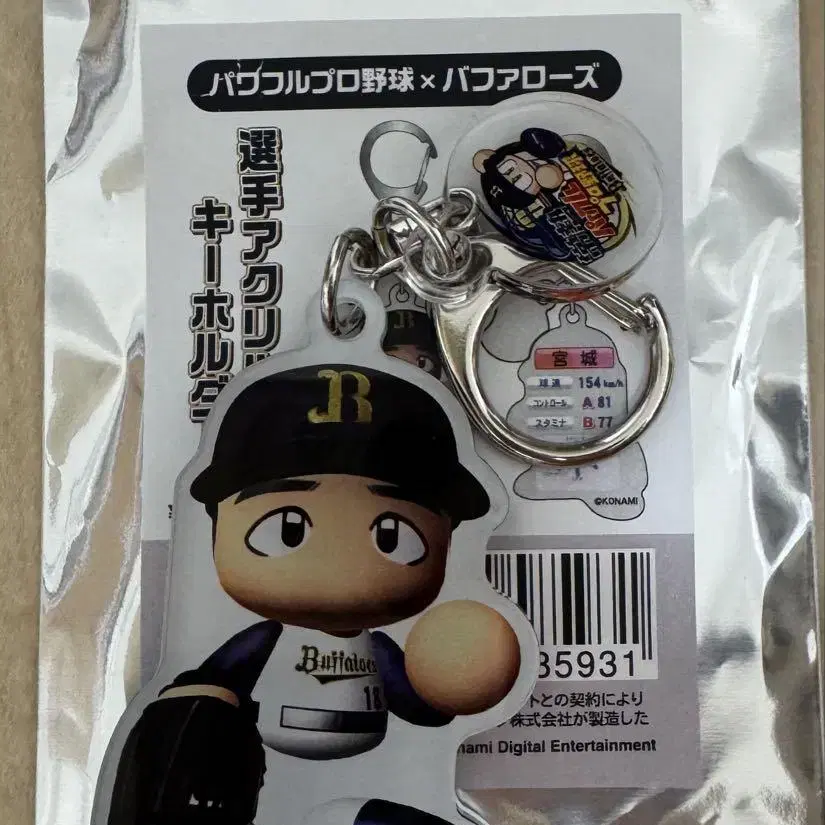 パワフルプロ野球×バファローズ
選手アクリル
キーホルダ
B
宮城
球速 154km/h
コントロール A 81
スタミナ B 77
©KONAMI
Buffaloes
18
35931
トとの契約により
株式会社が製造した
nami Digital Entertainment